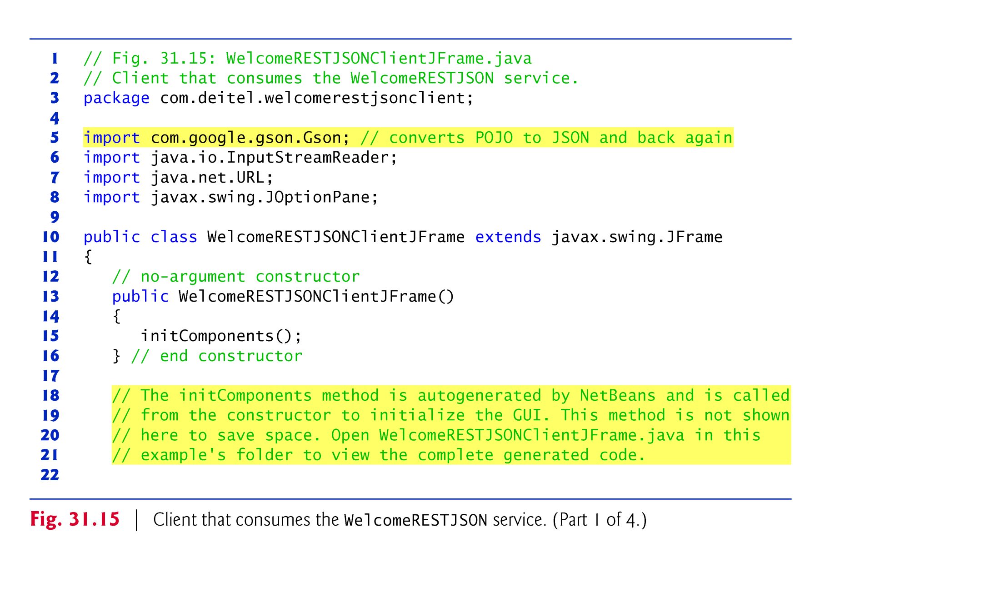 1 // Fig. 31.15: WelcomeRESTJSONClientJFrame.java
2 // Client that consumes the WelcomeRESTJSON service.
3 package com.deitel.welcomerestjsonclient;
4
5 import com.google.gson.Gson; // converts POJO to JSON and back again
6 import java.io.InputStreamReader;
7 import java.net.URL;
8 import javax.swing.JOptionPane;
9
10 public class WelcomeRESTJSONClientJFrame extends javax.swing.JFrame
11 {
12    // no-argument constructor
13    public WelcomeRESTJSONClientJFrame()
14    {
15       initComponents();
16    } // end constructor
17
18    // The initComponents method is autogenerated by NetBeans and is called
19    // from the constructor to initialize the GUI. This method is not shown
20    // here to save space. Open WelcomeRESTJSONClientJFrame.java in this
21    // example's folder to view the complete generated code.
22
Fig. 31.15 | Client that consumes the WelcomeRESTJSON service. (Part 1 of 4.)